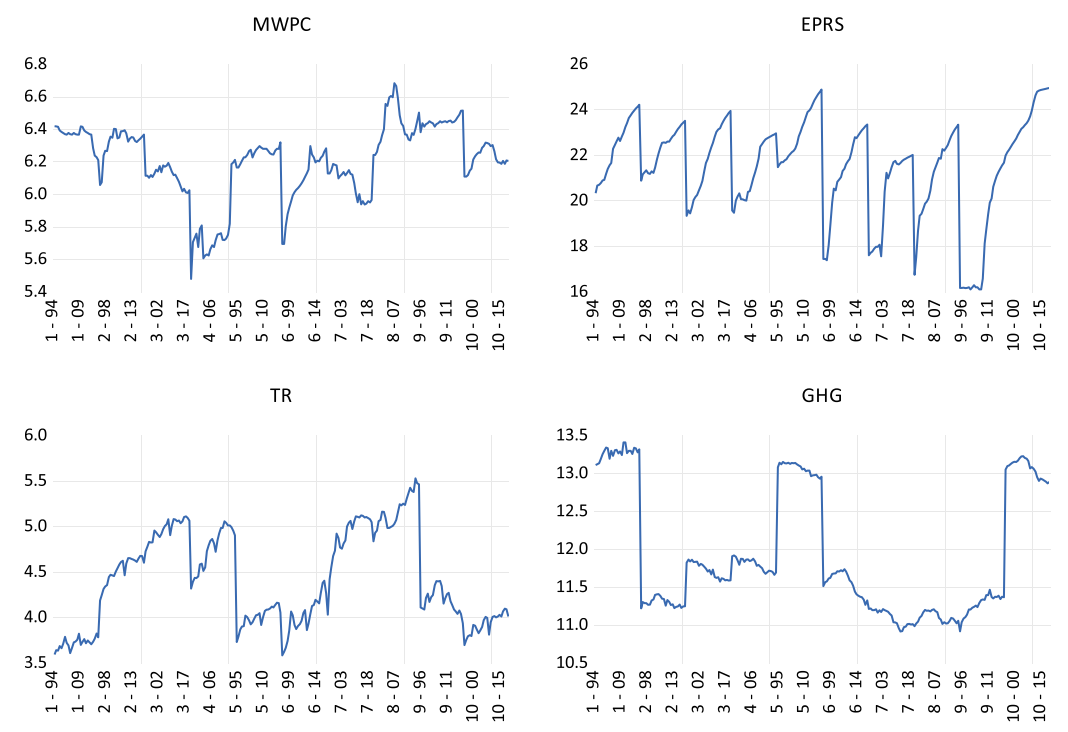 MWPC
6.8
6.6
6.4
6.2
6.0
5.8
5.6
5.4
1 - 94
1 - 09
2 - 98
2 - 13
3 - 02
3 - 17
4 - 06
5 - 95
5 - 10
6 - 99
6 - 14
7 - 03
7 - 18
8 - 07
9 - 96
9 - 11
10 - 00
10 - 15
EPRS
26
24
22
20
18
16
1 - 94
1 - 09
2 - 98
2 - 13
3 - 02
3 - 17
4 - 06
5 - 95
5 - 10
6 - 99
6 - 14
7 - 03
7 - 18
8 - 07
9 - 96
9 - 11
10 - 00
10 - 15
TR
6.0
5.5
5.0
4.5
4.0
3.5
1 - 94
1 - 09
2 - 98
2 - 13
3 - 02
3 - 17
4 - 06
5 - 95
5 - 10
6 - 99
6 - 14
7 - 03
7 - 18
8 - 07
9 - 96
9 - 11
10 - 00
10 - 15
GHG
13.5
13.0
12.5
12.0
11.5
11.0
10.5
1 - 94
1 - 09
2 - 98
2 - 13
3 - 02
3 - 17
4 - 06
5 - 95
5 - 10
6 - 99
6 - 14
7 - 03
7 - 18
8 - 07
9 - 96
9 - 11
10 - 00
10 - 15